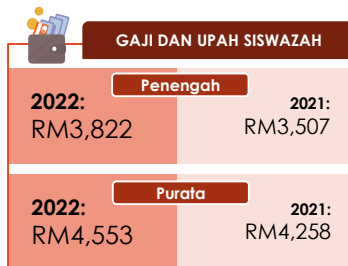 GAJI DAN UPAH SISWAZAH
Penengah
2022:
RM3,822
2021:
RM3,507
Purata
2022:
RM4,553
2021:
RM4,258